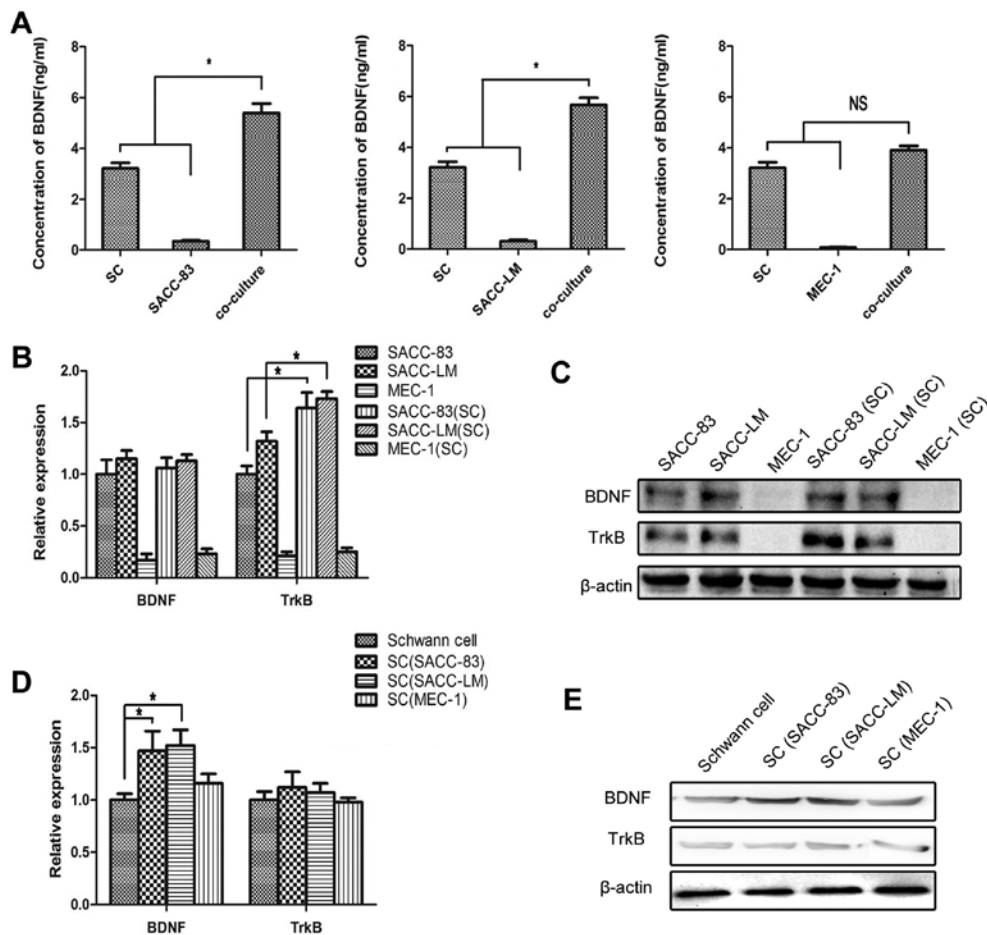 A
Concentration of BDNF(ng/ml)
8
6
4
2
0
*
SC
SACC-83
co-culture
Concentration of BDNF(ng/ml)
8
6
4
2
0
*
SC
SACC-LM
co-culture
Concentration of BDNF(ng/ml)
8
6
4
2
0
NS
SC
MEC-1
co-culture
B
Relative expression
2.0
1.5
1.0
0.5
0.0
*
*
BDNF
TrkB
SACC-83
SACC-LM
MEC-1
SACC-83(SC)
SACC-LM(SC)
MEC-1(SC)
C
SACC-83
SACC-LM
MEC-1
SACC-83 (SC)
SACC-LM (SC)
MEC-1 (SC)
BDNF
TrkB
β-actin
D
Relative expression
2.0
1.5
1.0
0.5
0.0
*
*
BDNF
TrkB
Schwann cell
SC(SACC-83)
SC(SACC-LM)
SC(MEC-1)
E
Schwann cell
SC (SACC-83)
SC (SACC-LM)
SC (MEC-1)
BDNF
TrkB
β-actin